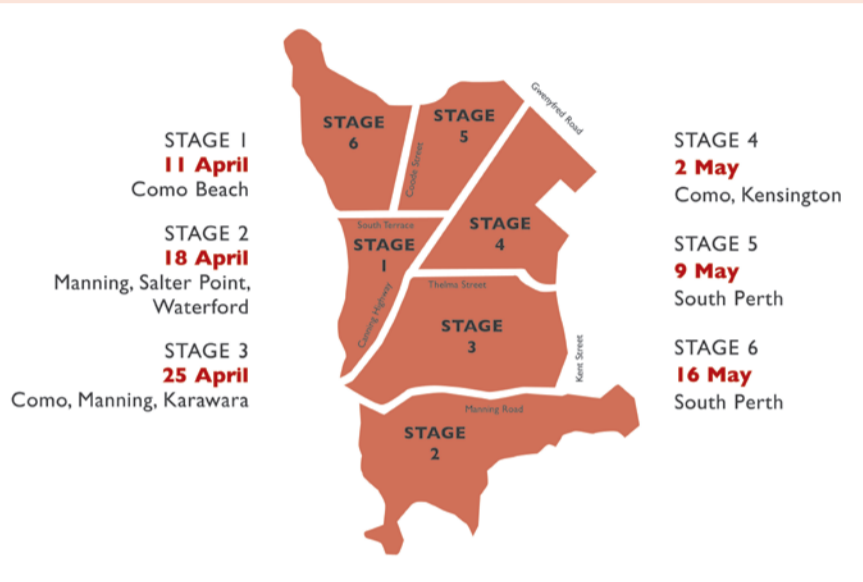 STAGE 1
11 April
Como Beach
STAGE 2
18 April
Manning, Salter Point,
Waterford
STAGE 3
25 April
Como, Manning, Karawara
STAGE
6
STAGE
5
Coode Street
Gwenyfred Road
South Terrace
STAGE
1
STAGE
4
Canning Highway
Thelma Street
STAGE
3
Kent Street
Manning Road
STAGE
2
STAGE 4
2 May
Como, Kensington
STAGE 5
9 May
South Perth
STAGE 6
16 May
South Perth